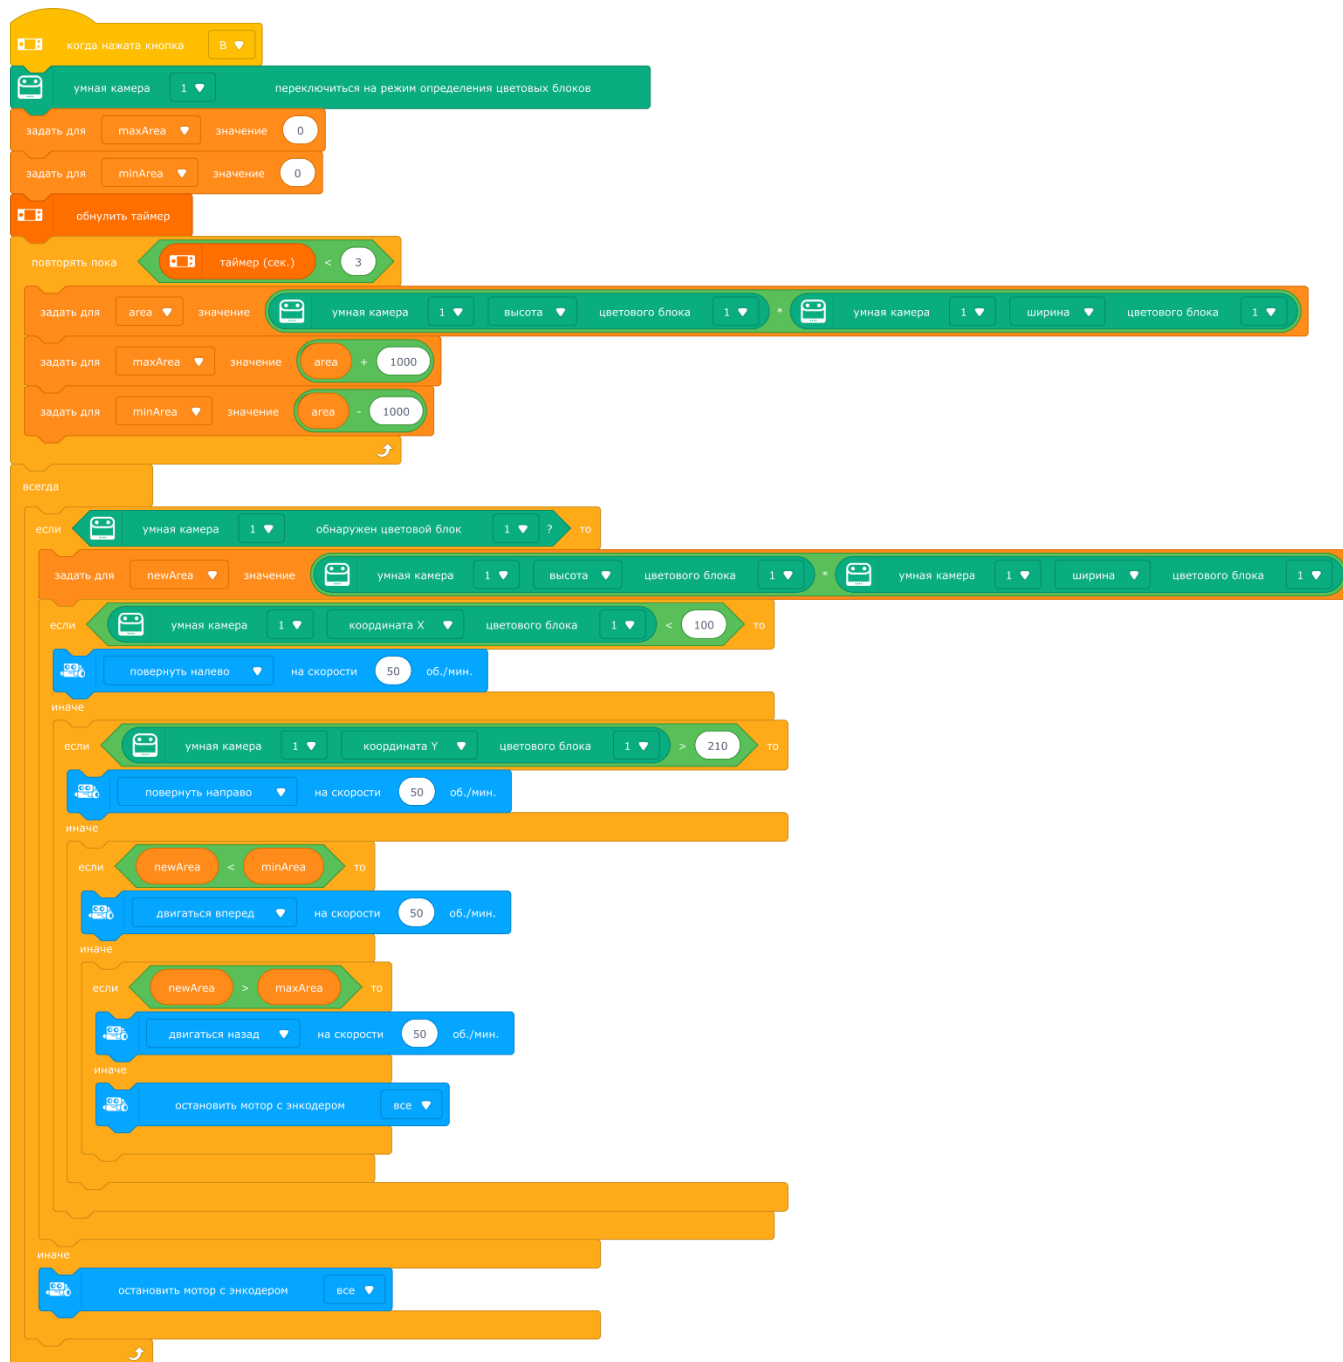 когда нажата кнопка B
умная камера 1 переключиться на режим определения цветовых блоков
задать для maxArea значение 0
задать для minArea значение 0
обнулить таймер
повторять пока таймер (сек.) < 3
задать для area значение умная камера 1 высота цветового блока 1 * умная камера 1 ширина цветового блока 1
задать для maxArea значение area + 1000
задать для minArea значение area - 1000
всегда
если умная камера 1 обнаружен цветовой блок 1 ? то
задать для newArea значение умная камера 1 высота цветового блока 1 * умная камера 1 ширина цветового блока 1
если умная камера 1 координата X цветового блока 1 < 100 то
повернуть налево на скорости 50 об./мин.
иначе
если умная камера 1 координата Y цветового блока 1 > 210 то
повернуть направо на скорости 50 об./мин.
иначе
если newArea < minArea то
двигаться вперед на скорости 50 об./мин.
иначе
если newArea > maxArea то
двигаться назад на скорости 50 об./мин.
иначе
остановить мотор с энкодером все
иначе
остановить мотор с энкодером все